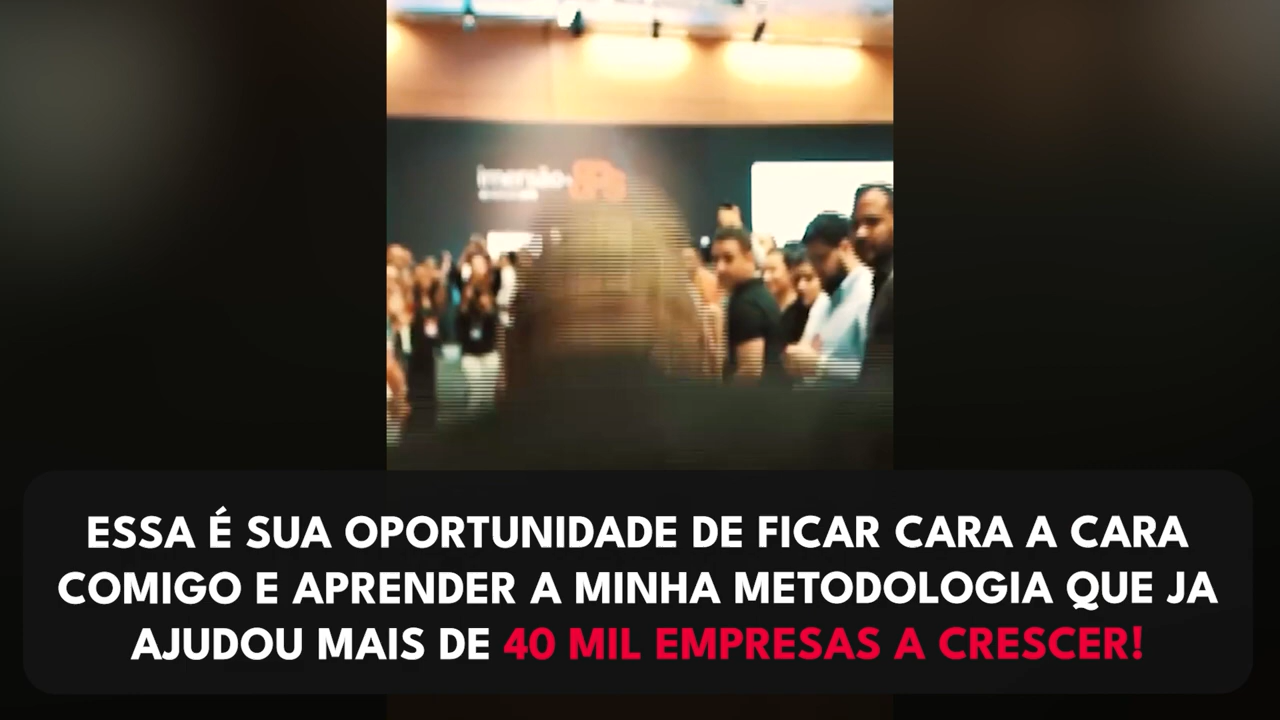 imersão
ESSA É SUA OPORTUNIDADE DE FICAR CARA A CARA
COMIGO E APRENDER A MINHA METODOLOGIA QUE JA
AJUDOU MAIS DE 40 MIL EMPRESAS A CRESCER!